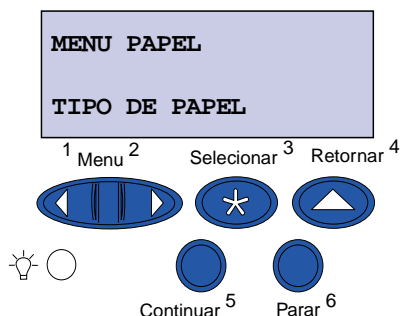 MENU PAPEL
TIPO DE PAPEL
1 Menu 2
Selecionar 3
Retornar 4
Continuar 5
Parar 6